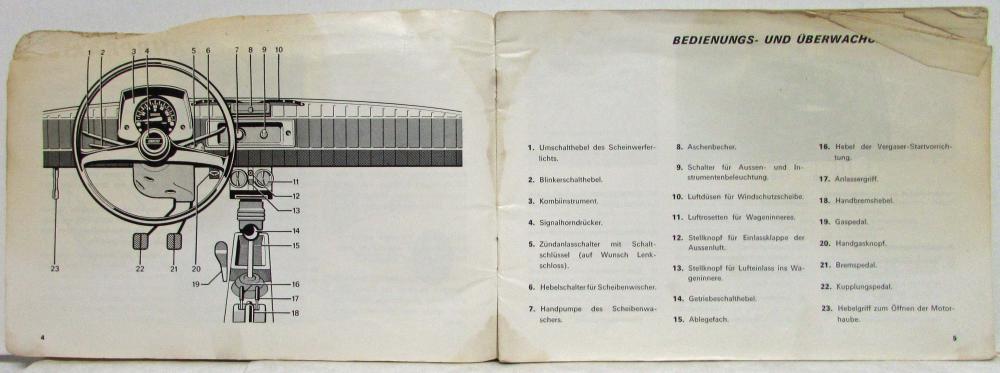 1 2 3 4 5 6 7 8 9 10
11
12
13
14
15
16
17
18
19
20
21
22
23
4
BEDIENUNGS- UND ÜBERWACHU
1. Umschalthebel des Scheinwerfer-
lichts.
2. Blinkerschalthebel.
3. Kombiinstrument.
4. Signalhorndrücker.
5. Zündanlasschalter mit Schalt-
schlüssel (auf Wunsch Lenk-
schloss).
6. Hebelschalter für Scheibenwischer.
7. Handpumpe des Scheibenwa-
schers.
8. Aschenbecher.
9. Schalter für Aussen- und In-
strumentenbeleuchtung.
10. Luftdüsen für Windschutzscheibe.
11. Luftrosetten für Wageninneres.
12. Stellknopf für Einlassklappe der
Aussenluft.
13. Stellknopf für Lufteinlass ins Wa-
geninnere.
14. Getriebeschalthebel.
15. Ablegefach.
16. Hebel der Vergaser-Startvorrich-
tung.
17. Anlassergriff.
18. Handbremshebel.
19. Gaspedal.
20. Handgasknopf.
21. Bremspedal.
22. Kupplungspedal.
23. Hebelgriff zum Öffnen der Motor-
haube.
5